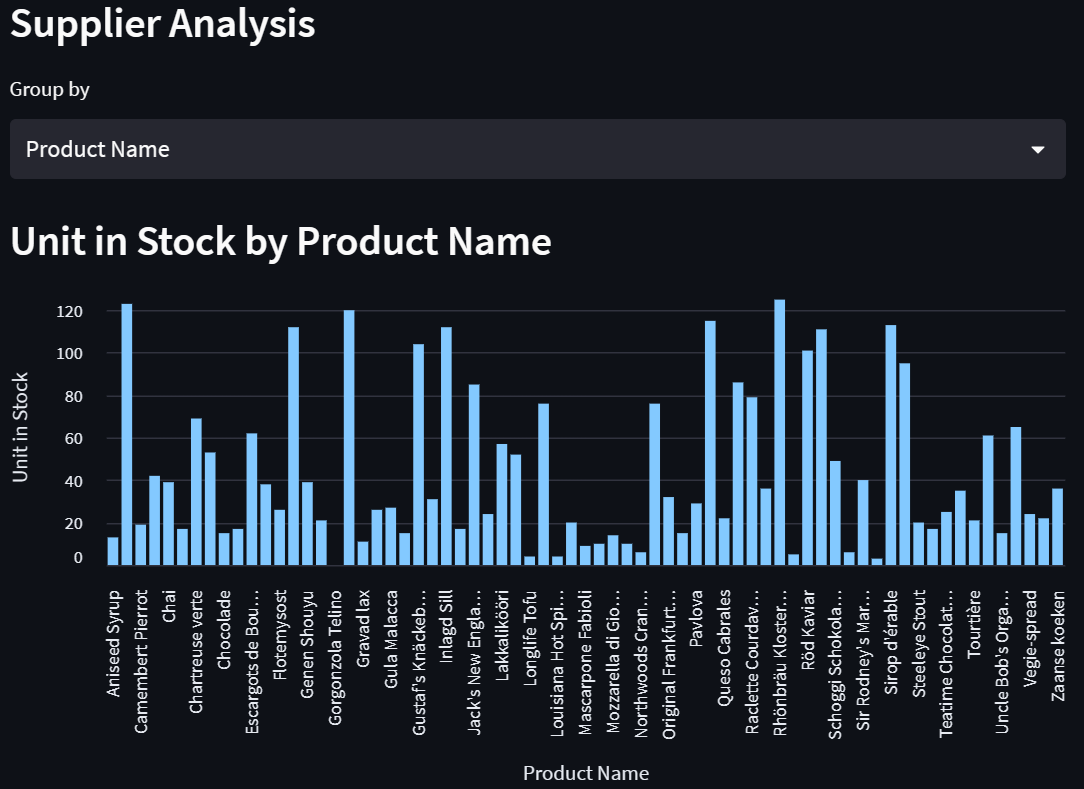 Supplier Analysis
Group by
Product Name
Unit in Stock by Product Name
120
100
80
60
40
20
0
Unit in Stock
Aniseed Syrup
Camembert Pierrot
Chai
Chartreuse verte
Chocolade
Escargots de Bou…
Flotemysost
Genen Shouyu
Gorgonzola Telino
Gravad lax
Gula Malacca
Gustaf's Knäckeb…
Inlagd Sill
Jack's New Engla…
Lakkalikööri
Longlife Tofu
Louisiana Hot Spi…
Mascarpone Fabioli
Mozzarella di Gio…
Northwoods Cran…
Original Frankfurt…
Pavlova
Queso Cabrales
Raclette Courdav…
Rhönbräu Kloster…
Röd Kaviar
Schoggi Schokola…
Sir Rodney's Mar…
Sirop d'érable
Steeleye Stout
Teatime Chocolat…
Tourtière
Uncle Bob's Orga…
Vegie-spread
Zaanse koeken
Product Name